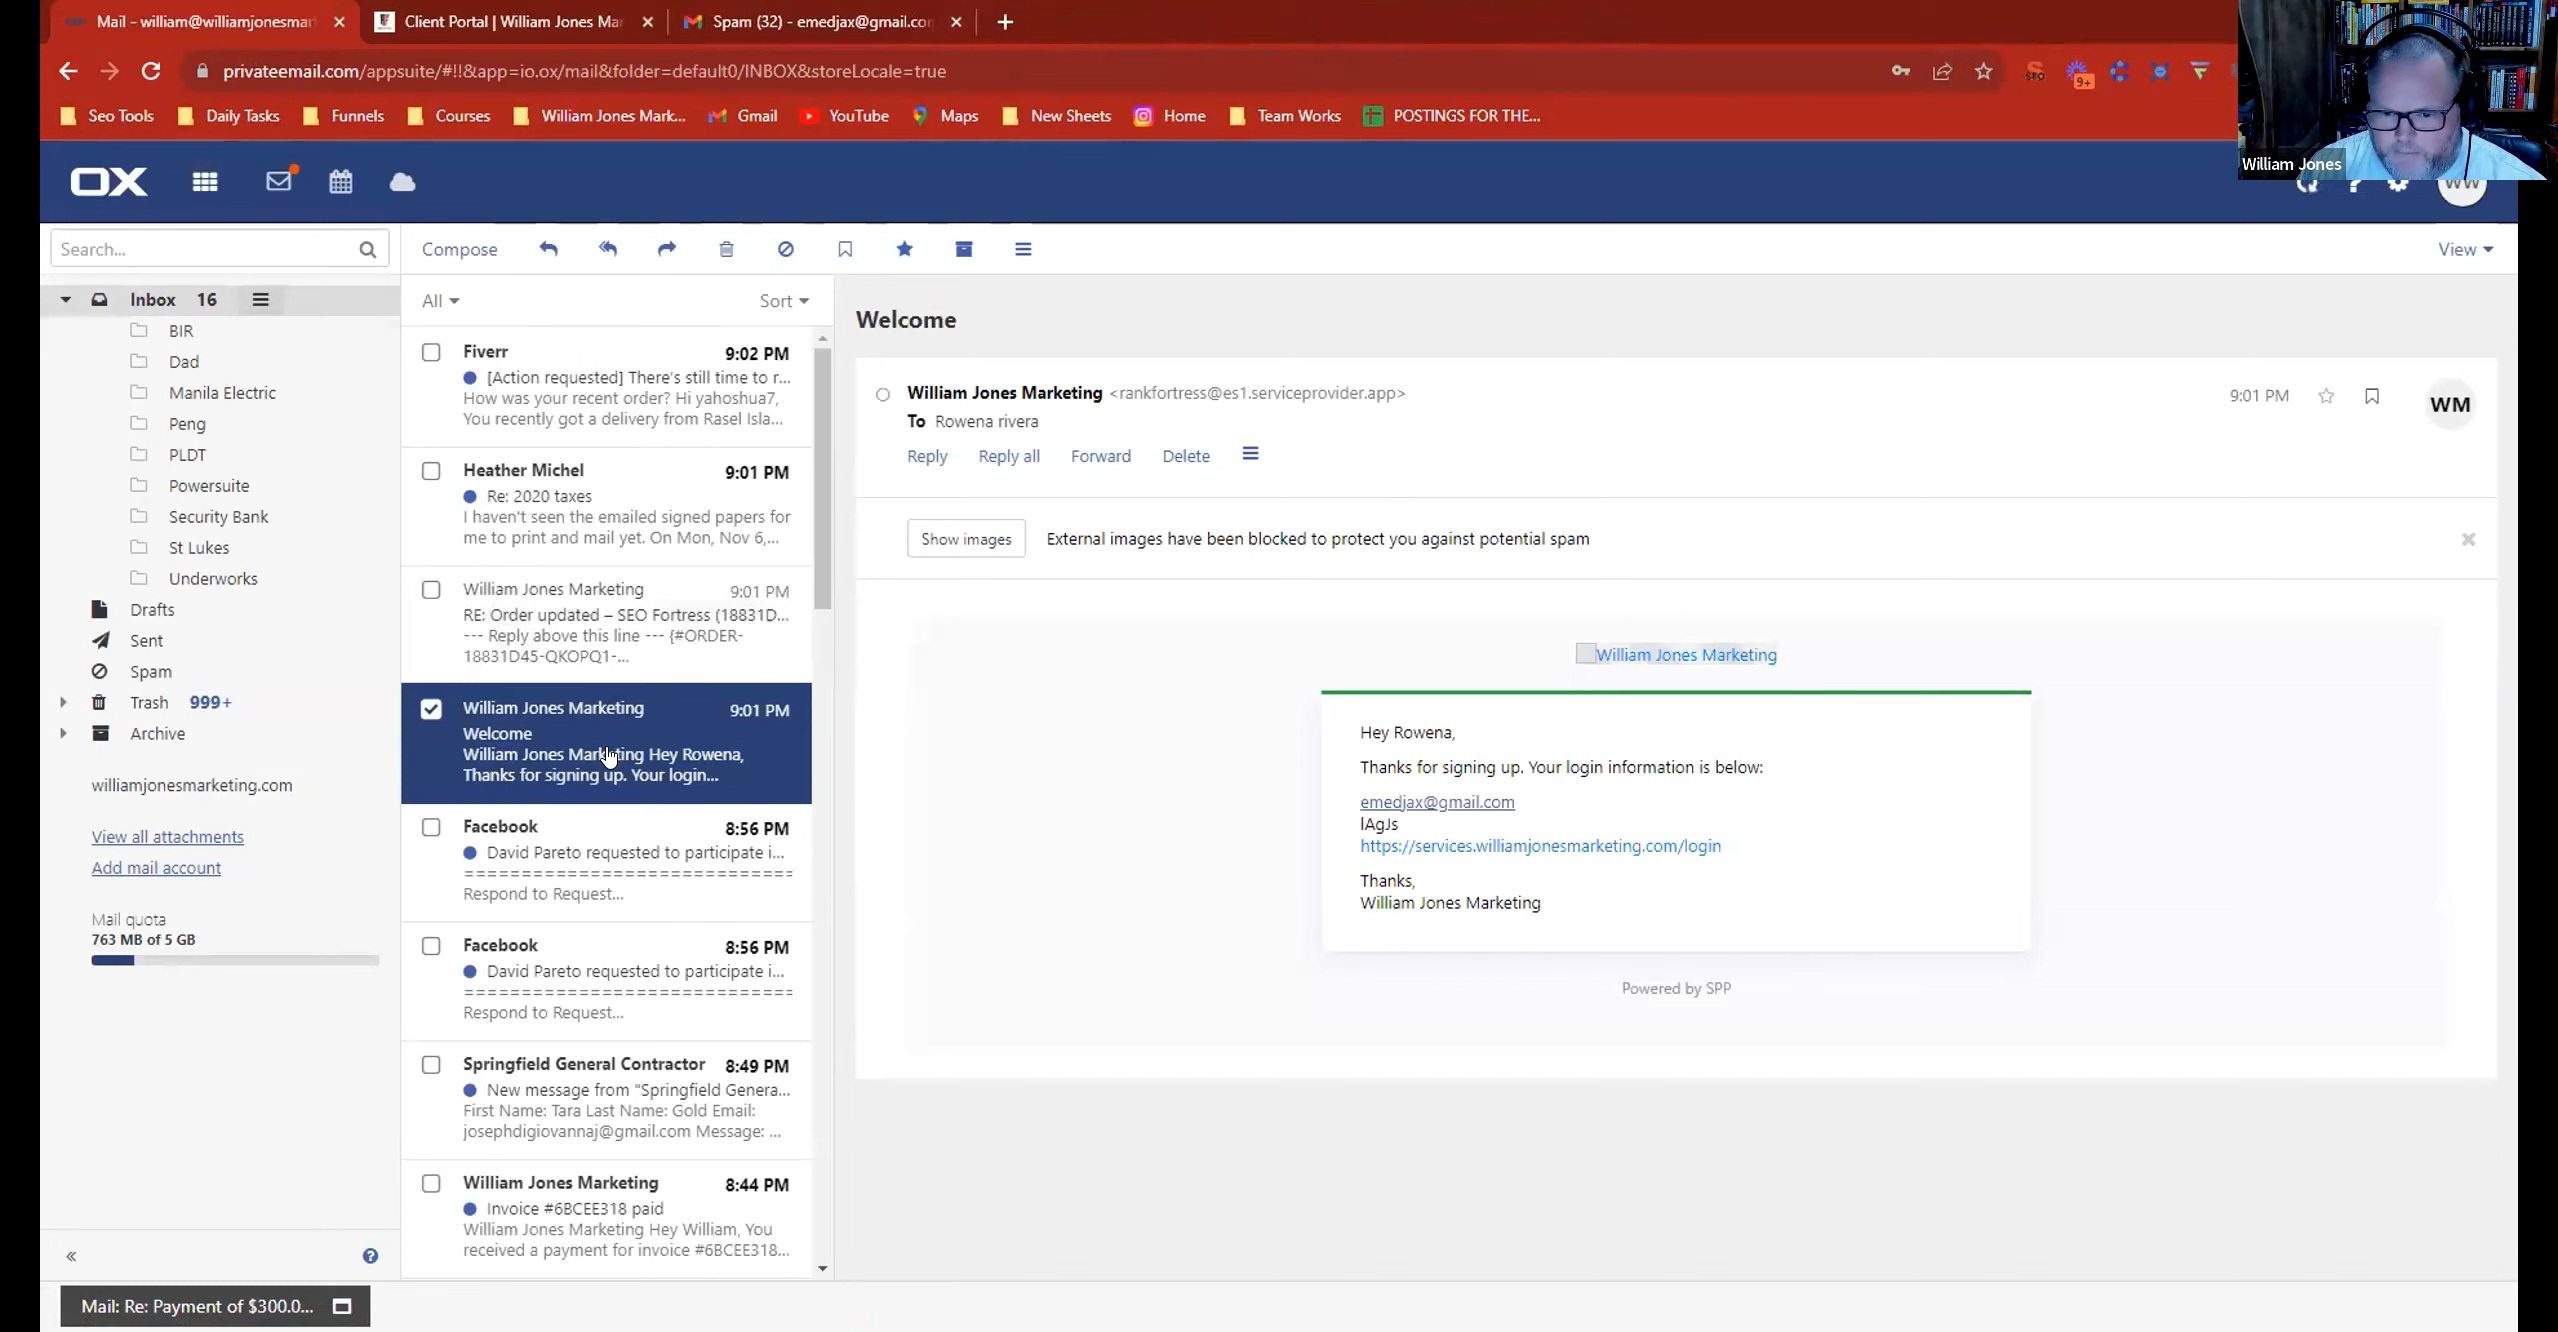 Mail - william@williamjonesmar
Client Portal | William Jones Ma
Spam (32) - emedjax@gmail.co
privateemail.com/appsuite/#!!&app=io.ox/mail&folder=default0/INBOX&storeLocale=true
9+
Seo Tools
Daily Tasks
Funnels
Courses
William Jones Mark...
Gmail
YouTube
Maps
New Sheets
Home
Team Works
POSTINGS FOR THE...
William Jones
OX
WW
Search...
Compose
View
Inbox 16
BIR
Dad
Manila Electric
Peng
PLDT
Powersuite
Security Bank
St Lukes
Underworks
Drafts
Sent
Spam
Trash 999+
Archive
williamjonesmarketing.com
View all attachments
Add mail account
Mail quota
763 MB of 5 GB
All
Sort
Fiverr 9:02 PM
[Action requested] There's still time to r...
How was your recent order? Hi yahoshua7,
You recently got a delivery from Rasel Isla...
Heather Michel 9:01 PM
Re: 2020 taxes
I haven't seen the emailed signed papers for
me to print and mail yet. On Mon, Nov 6,...
William Jones Marketing 9:01 PM
RE: Order updated – SEO Fortress (18831D...
--- Reply above this line --- {#ORDER-
18831D45-QKOPQ1-...
William Jones Marketing 9:01 PM
Welcome
William Jones Marketing Hey Rowena,
Thanks for signing up. Your login...
Facebook 8:56 PM
David Pareto requested to participate i...
=============================
Respond to Request...
Facebook 8:56 PM
David Pareto requested to participate i...
=============================
Respond to Request...
Springfield General Contractor 8:49 PM
New message from "Springfield Genera...
First Name: Tara Last Name: Gold Email:
josephdigiovannaj@gmail.com Message: ...
William Jones Marketing 8:44 PM
Invoice #6BCEE318 paid
William Jones Marketing Hey William, You
received a payment for invoice #6BCEE318...
Welcome
William Jones Marketing <rankfortress@es1.serviceprovider.app>
9:01 PM
WM
To Rowena rivera
Reply
Reply all
Forward
Delete
Show images
External images have been blocked to protect you against potential spam
William Jones Marketing
Hey Rowena,
Thanks for signing up. Your login information is below:
emedjax@gmail.com
lAgJs
https://services.williamjonesmarketing.com/login
Thanks,
William Jones Marketing
Powered by SPP
Mail: Re: Payment of $300.0...